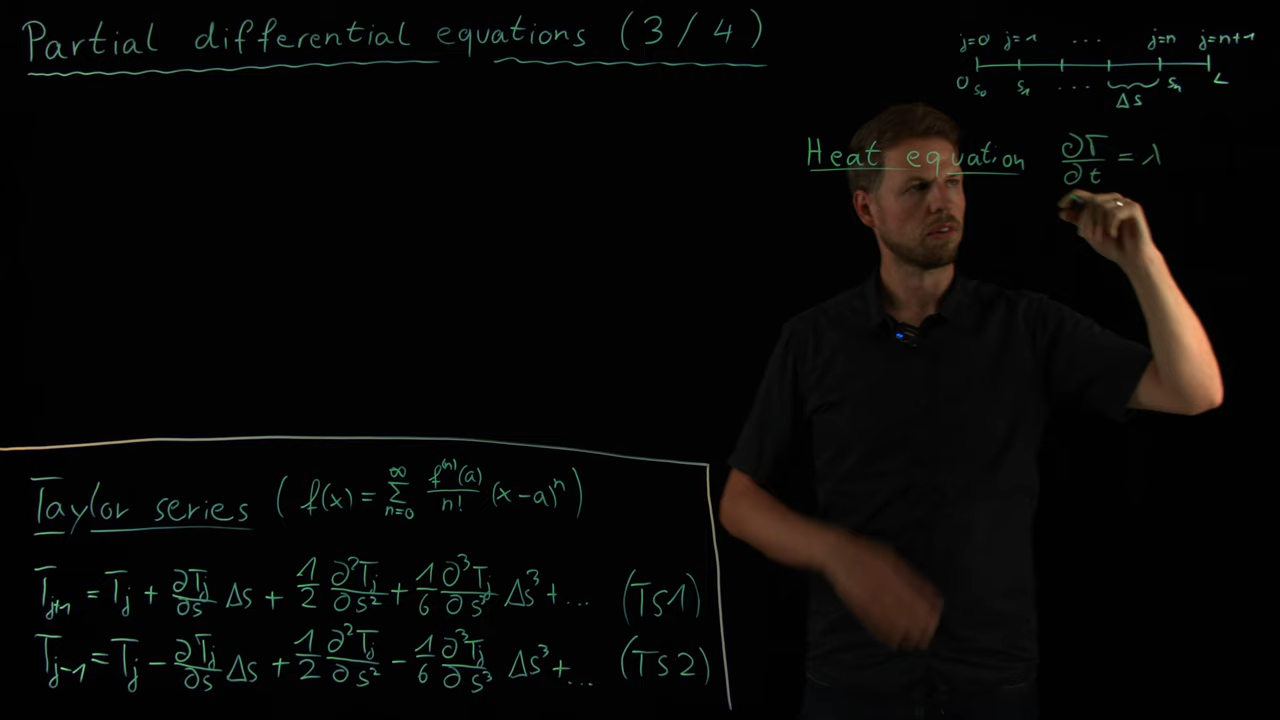 Partial differential equations (3/4)
j=0 j=1 ... j=n j=n+1
0 s₀ s₁ ... Δs sₙ L
Heat equation ∂T/∂t = λ
Taylor series ( f(x) = ∑_{n=0}^{∞} f⁽ⁿ⁾(a)/n! (x-a)ⁿ )
T_{j+1} = T_j + ∂T_j/∂s Δs + 1/2 ∂²T_j/∂s² + 1/6 ∂³T_j/∂s³ Δs³ + ... (TS1)
T_{j-1} = T_j - ∂T_j/∂s Δs + 1/2 ∂²T_j/∂s² - 1/6 ∂³T_j/∂s³ Δs³ + ... (TS2)